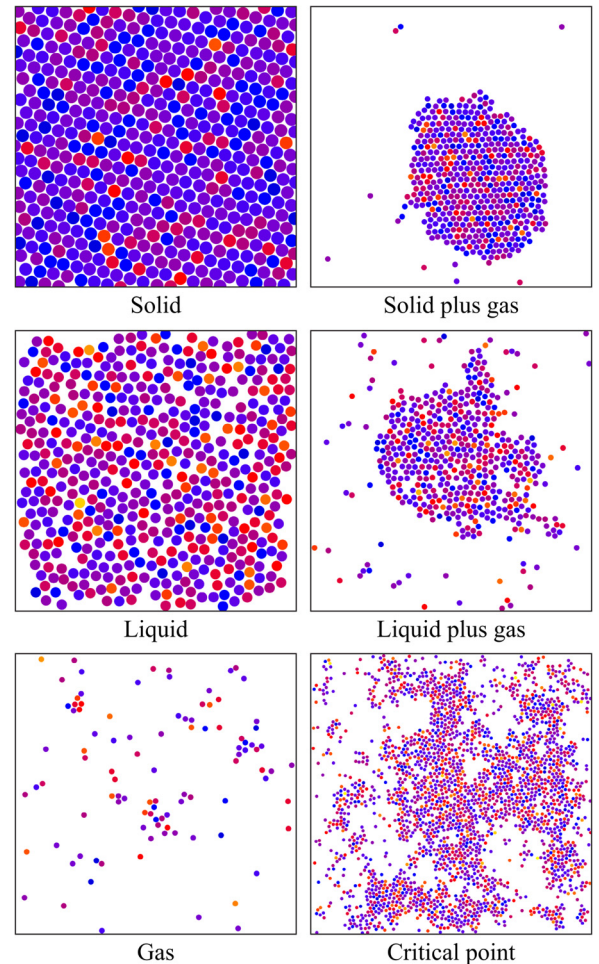 Solid
Solid plus gas
Liquid
Liquid plus gas
Gas
Critical point